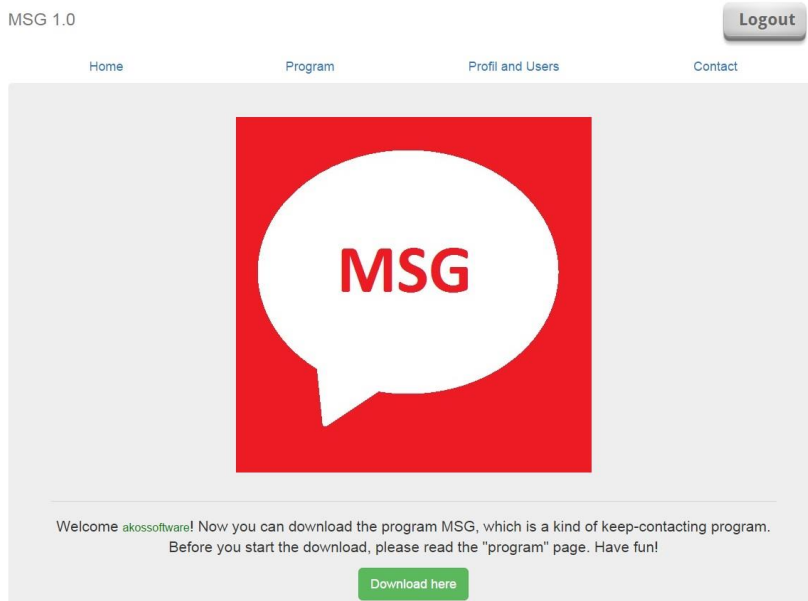 MSG 1.0
Logout
Home Program Profil and Users Contact
MSG
Welcome akossoftware! Now you can download the program MSG, which is a kind of keep-contacting program.
Before you start the download, please read the "program" page. Have fun!
Download here